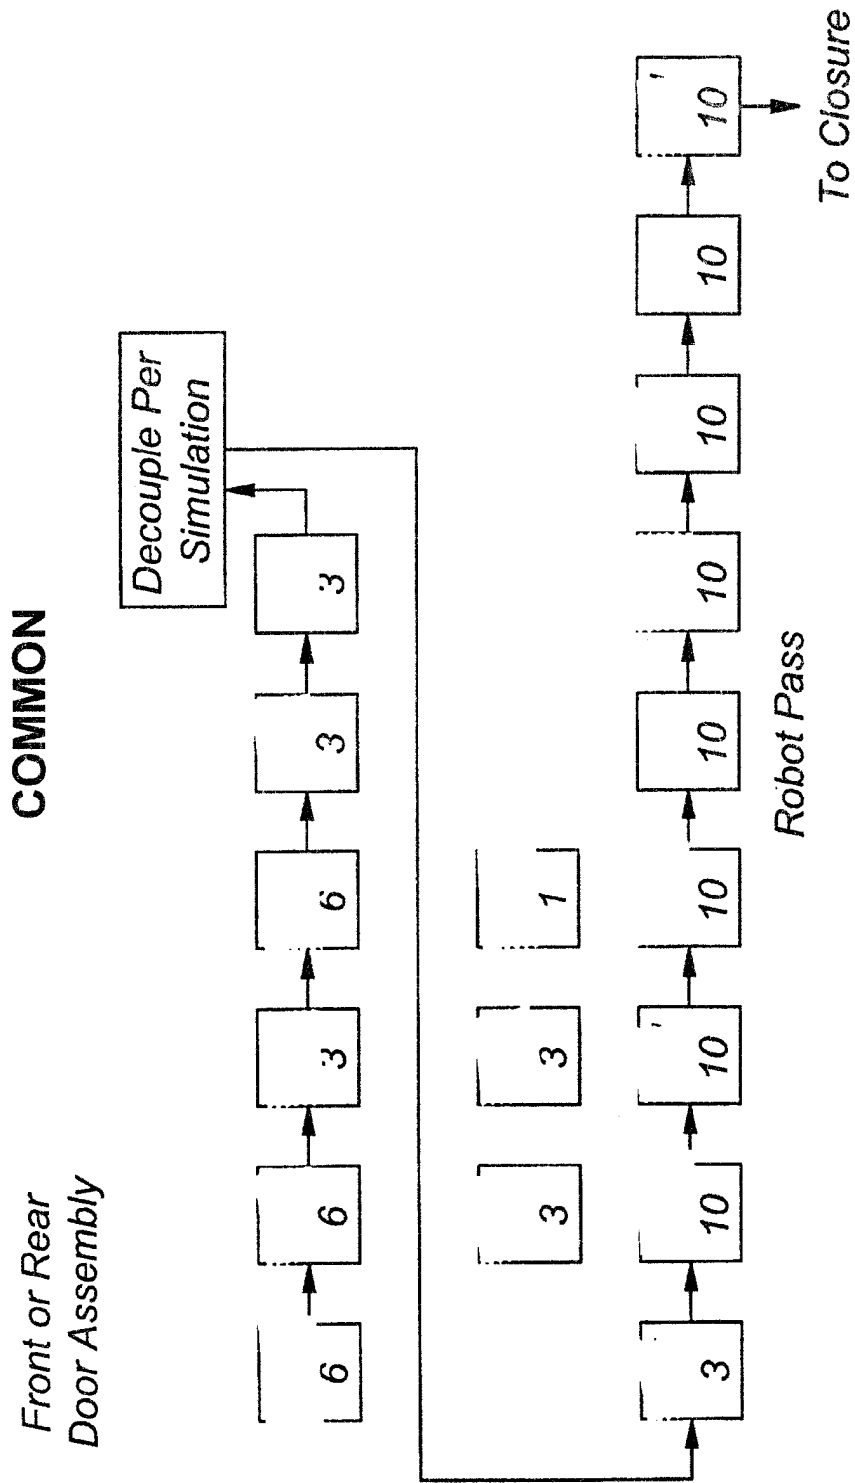 COMMON
Front or Rear
Door Assembly
Decouple Per
Simulation
6
6
3
6
3
3
3
3
1
3
10
10
10
10
10
10
10
10
Robot Pass
To Closure